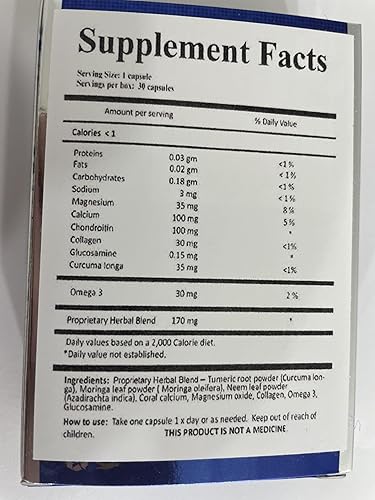 Supplement Facts
Serving Size: 1 capsule
Servings per box: 30 capsules
Amount per serving % Daily Value
Calories < 1
Proteins 0.03 gm <1 %
Fats 0.02 gm < 1 %
Carbohydrates 0.18 gm <1 %
Sodium 3 mg < 1 %
Magnesium 35 mg 8 %
Calcium 100 mg 5 %
Chondroitin 100 mg *
Collagen 30 mg <1%
Glucosamine 0.15 mg *
Curcuma longa 35 mg <1%
Omega 3 30 mg 2 %
Proprietary Herbal Blend 170 mg *
Daily values based on a 2,000 Calorie diet.
*Daily value not established.
Ingredients: Proprietary Herbal Blend – Tumeric root powder (Curcuma lon-
ga), Moringa leaf powder ( Moringa oleifera), Neem leaf powder
(Azadirachta indica). Coral calcium, Magnesium oxide, Collagen, Omega 3,
Glucosamine.
How to use: Take one capsule 1 x day or as needed. Keep out of reach of
children. THIS PRODUCT IS NOT A MEDICINE.